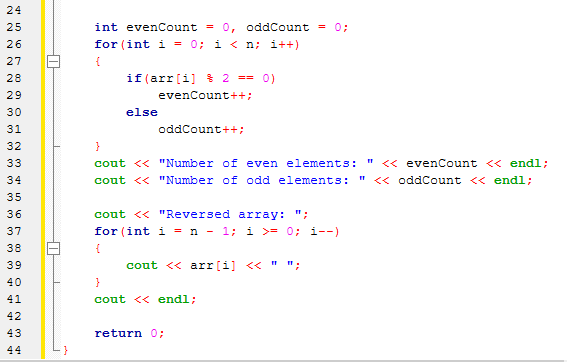 24
25 int evenCount = 0, oddCount = 0;
26 for(int i = 0; i < n; i++)
27 {
28 if(arr[i] % 2 == 0)
29 evenCount++;
30 else
31 oddCount++;
32 }
33 cout << "Number of even elements: " << evenCount << endl;
34 cout << "Number of odd elements: " << oddCount << endl;
35
36 cout << "Reversed array: ";
37 for(int i = n - 1; i >= 0; i--)
38 {
39 cout << arr[i] << " ";
40 }
41 cout << endl;
42
43 return 0;
44 }